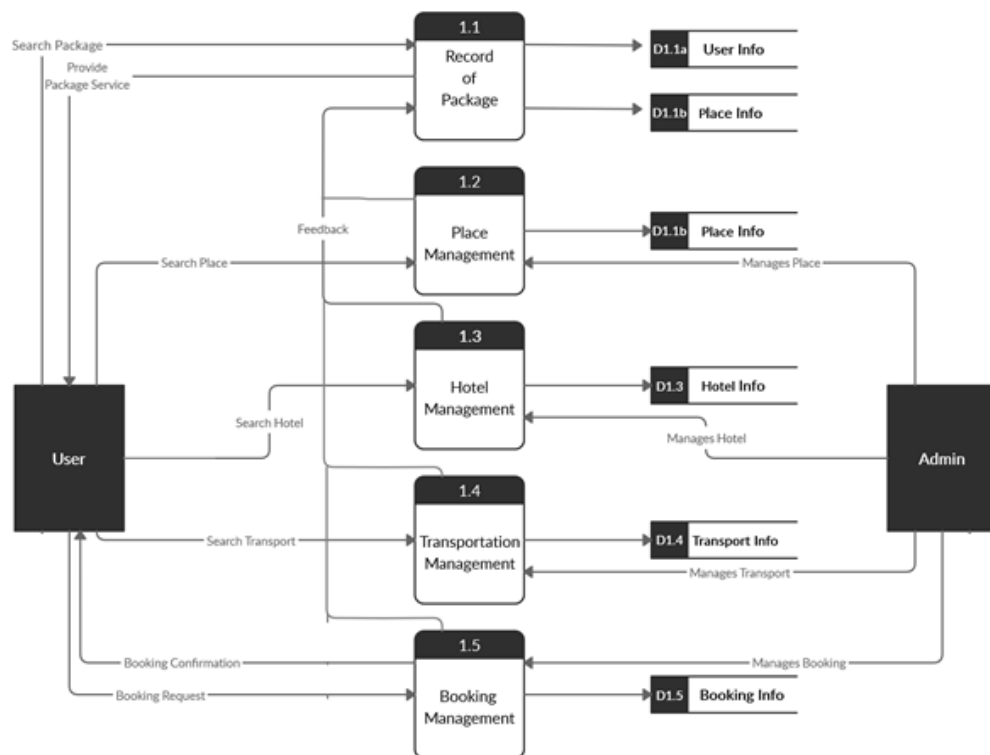 1.1
Search Package
Record
of
Package
D1.1a User Info
Provide
Package Service
D1.1b Place Info
1.2
Feedback
Place
Management
D1.1b Place Info
Search Place
Manages Place
1.3
Hotel
Management
D1.3 Hotel Info
Search Hotel
Manages Hotel
User
Admin
1.4
Search Transport
Transportation
Management
D1.4 Transport Info
Manages Transport
1.5
Booking Confirmation
Manages Booking
Booking Request
Booking
Management
D1.5 Booking Info